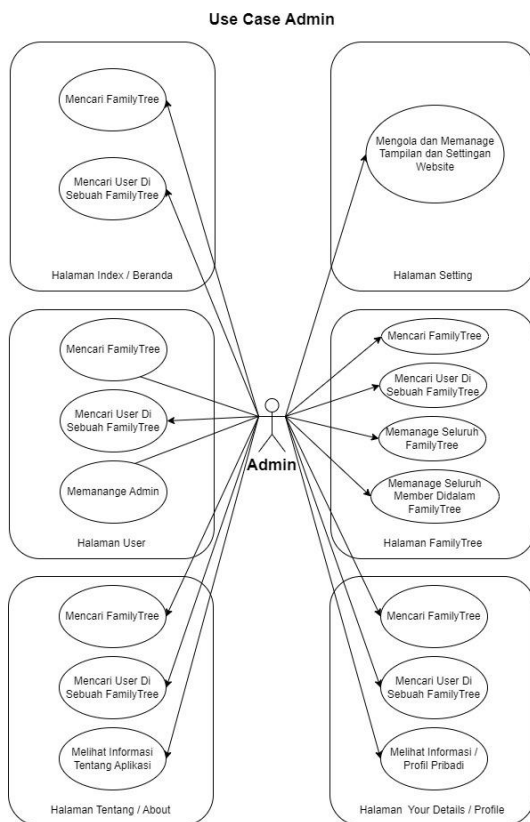 Use Case Admin
Mencari FamilyTree
Mencari User Di
Sebuah FamilyTree
Halaman Index / Beranda
Mengola dan Memanage
Tampilan dan Settingan
Website
Halaman Setting
Mencari FamilyTree
Mencari User Di
Sebuah FamilyTree
Memanange Admin
Halaman User
Admin
Mencari FamilyTree
Mencari User Di
Sebuah FamilyTree
Memanage Seluruh
FamilyTree
Memanage Seluruh
Member Didalam
FamilyTree
Halaman FamilyTree
Mencari FamilyTree
Mencari User Di
Sebuah FamilyTree
Melihat Informasi
Tentang Aplikasi
Halaman Tentang / About
Mencari FamilyTree
Mencari User Di
Sebuah FamilyTree
Melihat Informasi /
Profil Pribadi
Halaman Your Details / Profile